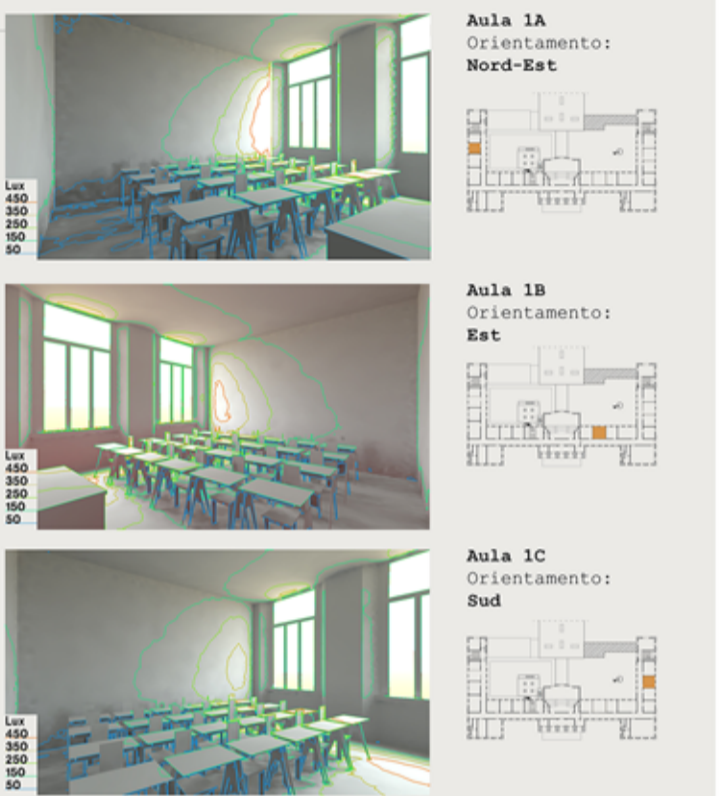 Aula 1A
Orientamento:
Nord-Est
Lux
450
350
250
150
50
Aula 1B
Orientamento:
Est
Lux
450
350
250
150
50
Aula 1C
Orientamento:
Sud
Lux
450
350
250
150
50